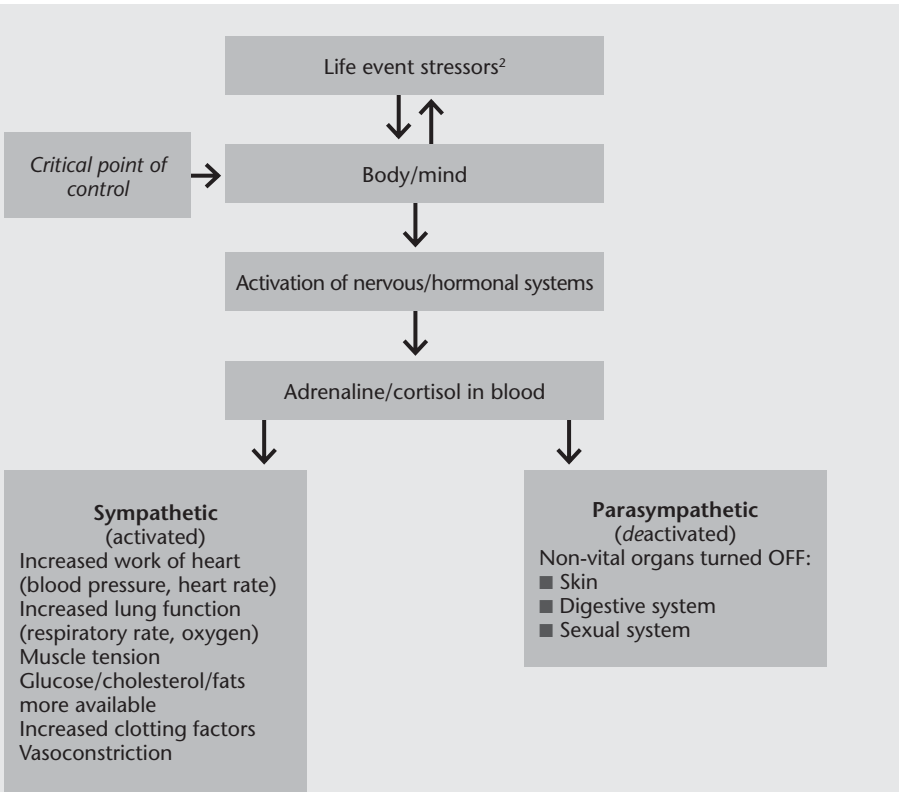 Life event stressors²
Critical point of
control
Body/mind
Activation of nervous/hormonal systems
Adrenaline/cortisol in blood
Sympathetic
(activated)
Increased work of heart
(blood pressure, heart rate)
Increased lung function
(respiratory rate, oxygen)
Muscle tension
Glucose/cholesterol/fats
more available
Increased clotting factors
Vasoconstriction
Parasympathetic
(deactivated)
Non-vital organs turned OFF:
■ Skin
■ Digestive system
■ Sexual system